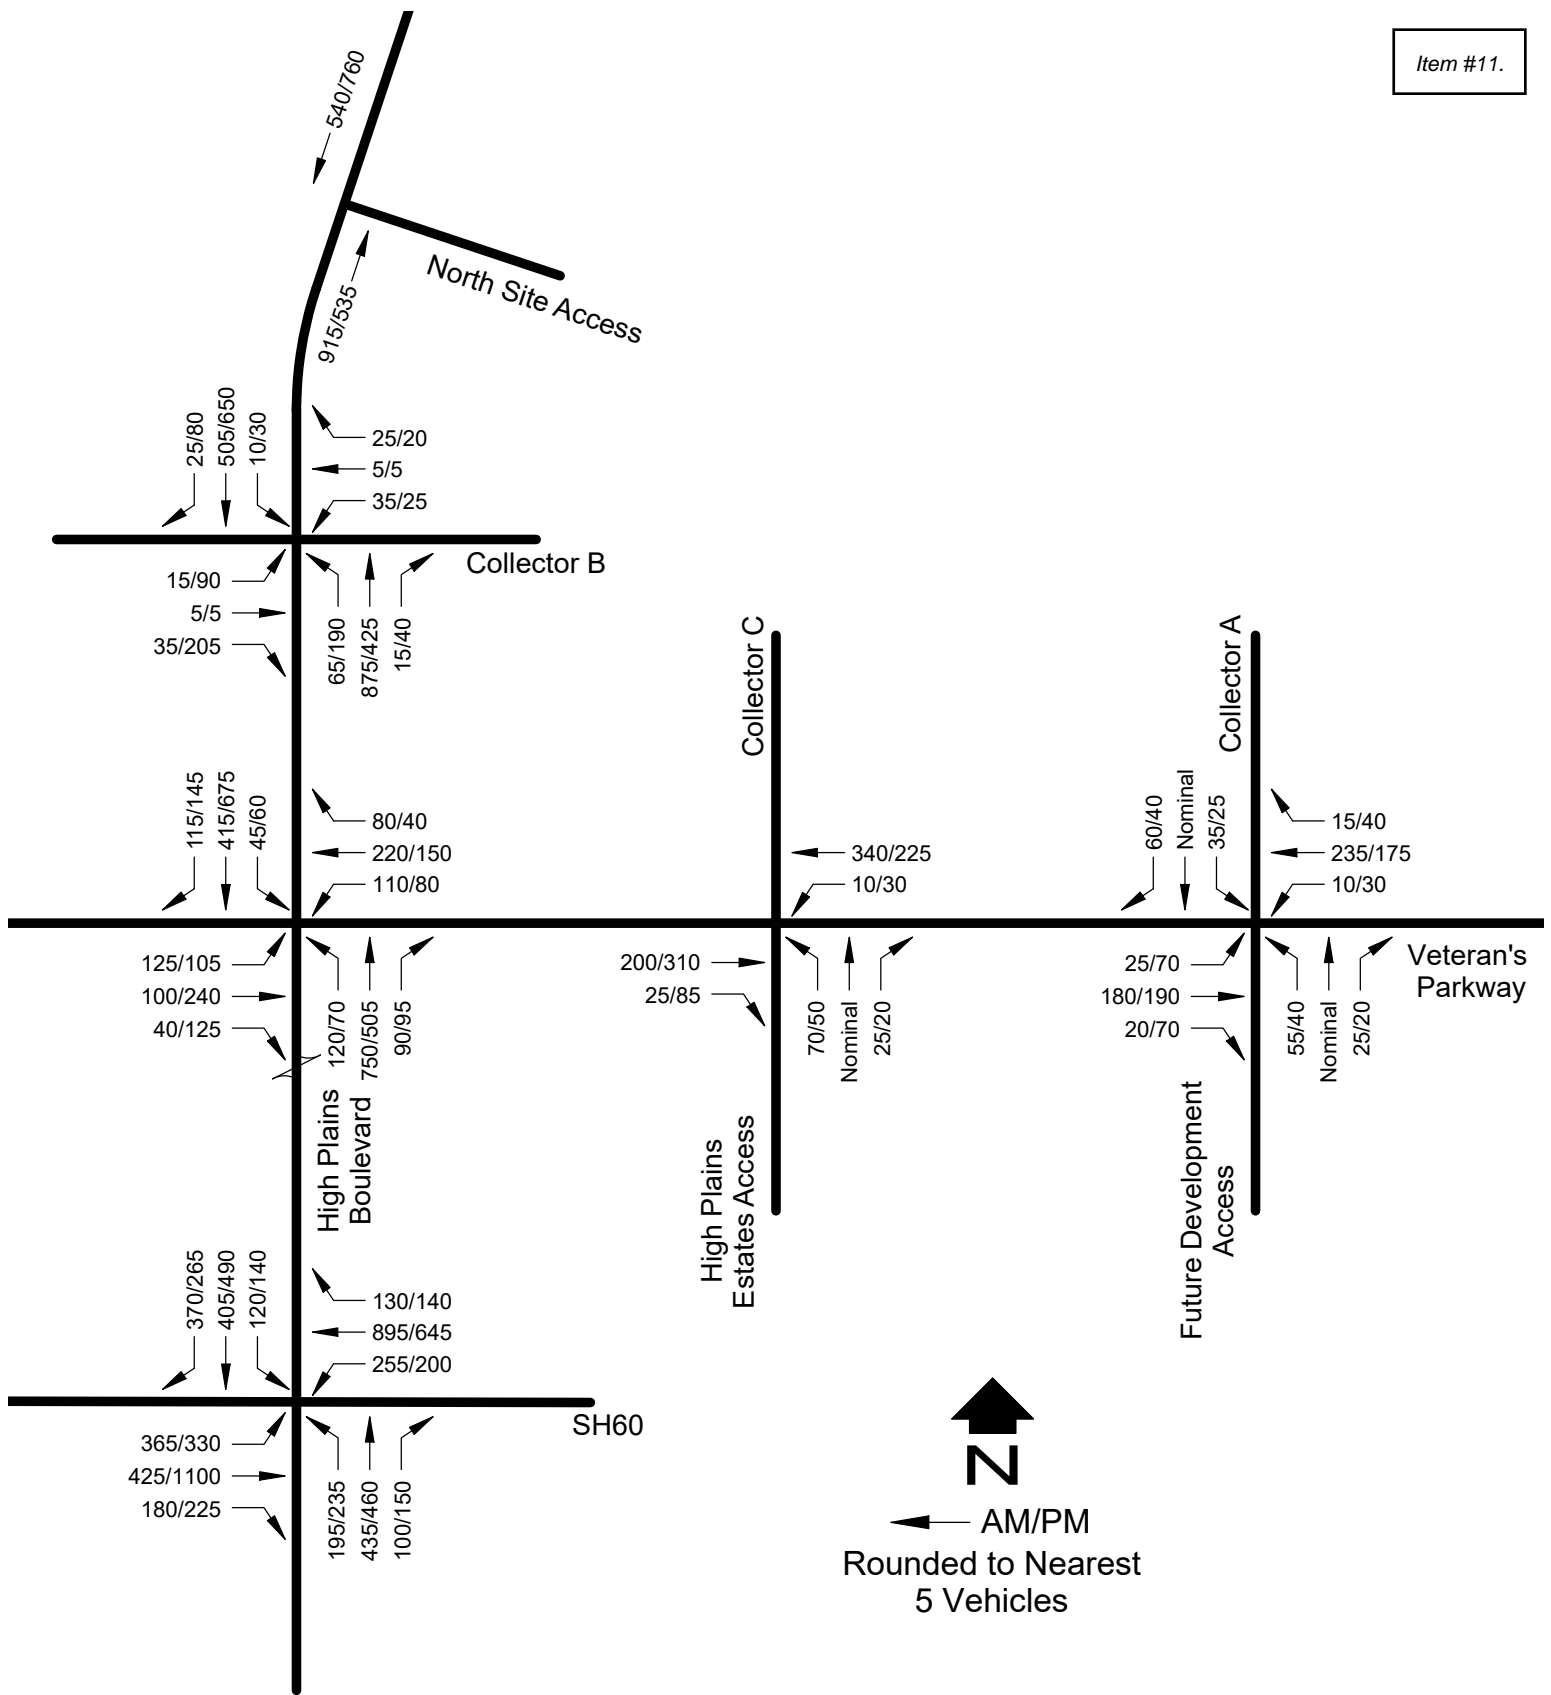 Item #11.
540/760
North Site Access
915/535
25/80
505/650
10/30
25/20
5/5
35/25
Collector B
15/90
5/5
35/205
65/190
875/425
15/40
Collector C
Collector A
115/145
415/675
45/60
80/40
220/150
110/80
340/225
10/30
60/40
Nominal
35/25
15/40
235/175
10/30
125/105
100/240
40/125
120/70
750/505
90/95
200/310
25/85
70/50
Nominal
25/20
25/70
180/190
20/70
55/40
Nominal
25/20
Veteran's
Parkway
High Plains
Boulevard
High Plains
Estates Access
Future Development
Access
370/265
405/490
120/140
130/140
895/645
255/200
SH60
365/330
425/1100
180/225
195/235
435/460
100/150
N
AM/PM
Rounded to Nearest
5 Vehicles